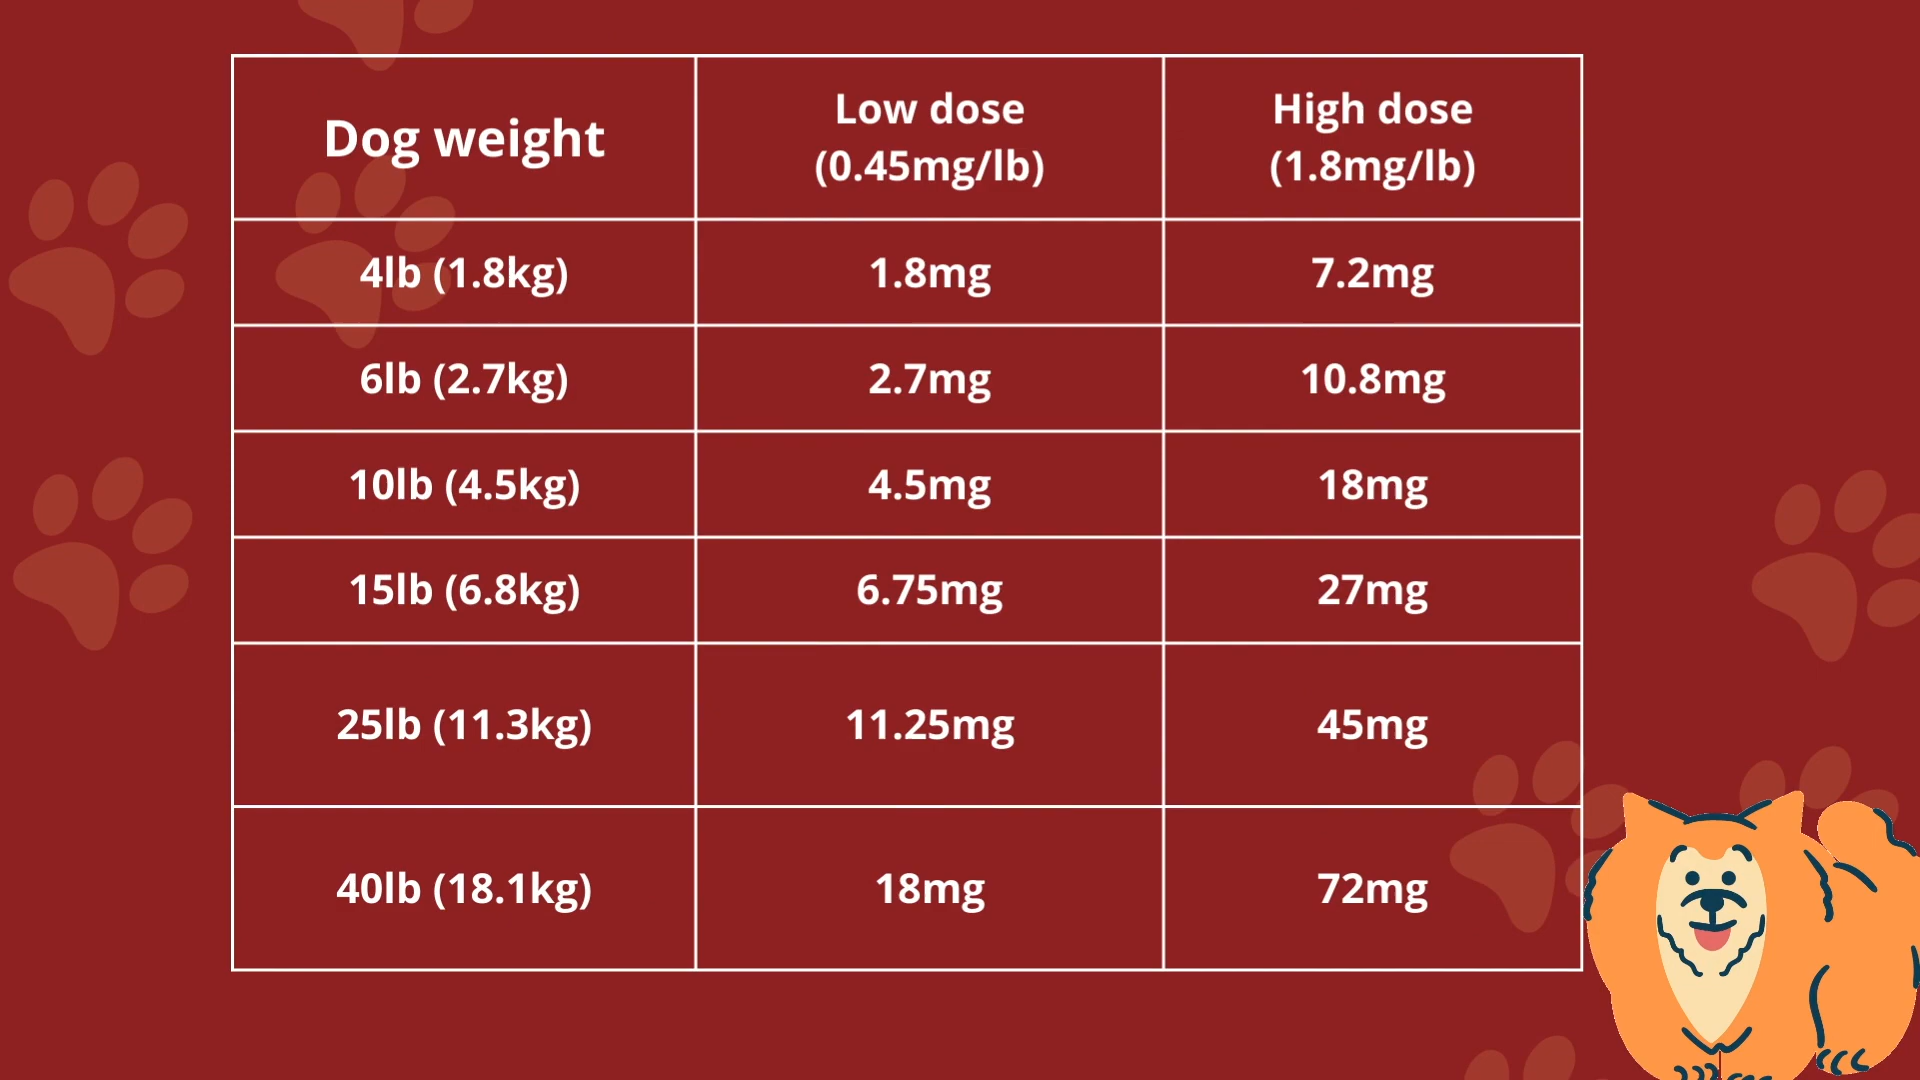 Dog weight
Low dose
(0.45mg/lb)
High dose
(1.8mg/lb)
4lb (1.8kg)
1.8mg
7.2mg
6lb (2.7kg)
2.7mg
10.8mg
10lb (4.5kg)
4.5mg
18mg
15lb (6.8kg)
6.75mg
27mg
25lb (11.3kg)
11.25mg
45mg
40lb (18.1kg)
18mg
72mg